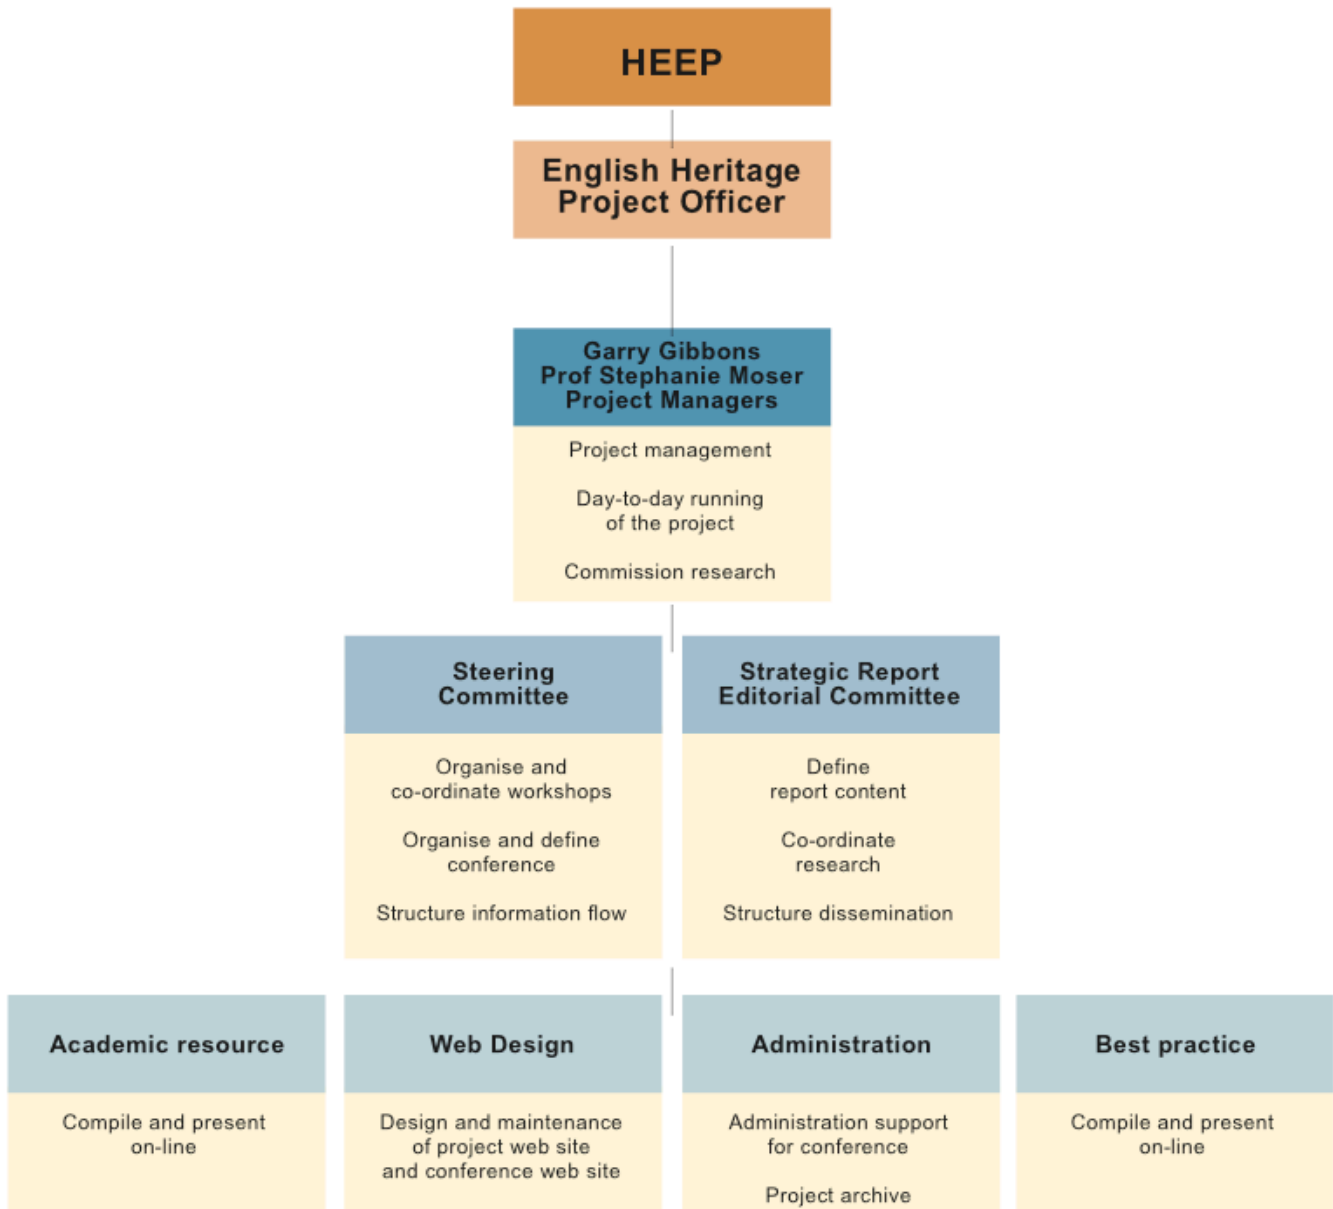 HEEP
English Heritage
Project Officer
Garry Gibbons
Prof Stephanie Moser
Project Managers
Project management
Day-to-day running
of the project
Commission research
Steering
Committee
Organise and
co-ordinate workshops
Organise and define
conference
Structure information flow
Strategic Report
Editorial Committee
Define
report content
Co-ordinate
research
Structure dissemination
Academic resource
Compile and present
on-line
Web Design
Design and maintenance
of project web site
and conference web site
Administration
Administration support
for conference
Project archive
Best practice
Compile and present
on-line